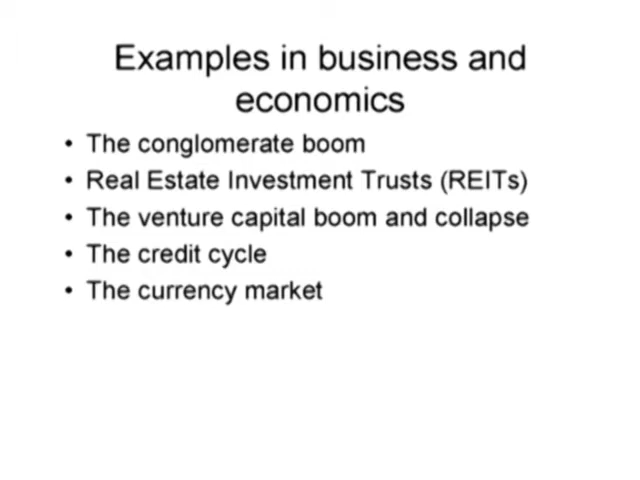 Examples in business and
economics
• The conglomerate boom
• Real Estate Investment Trusts (REITs)
• The venture capital boom and collapse
• The credit cycle
• The currency market